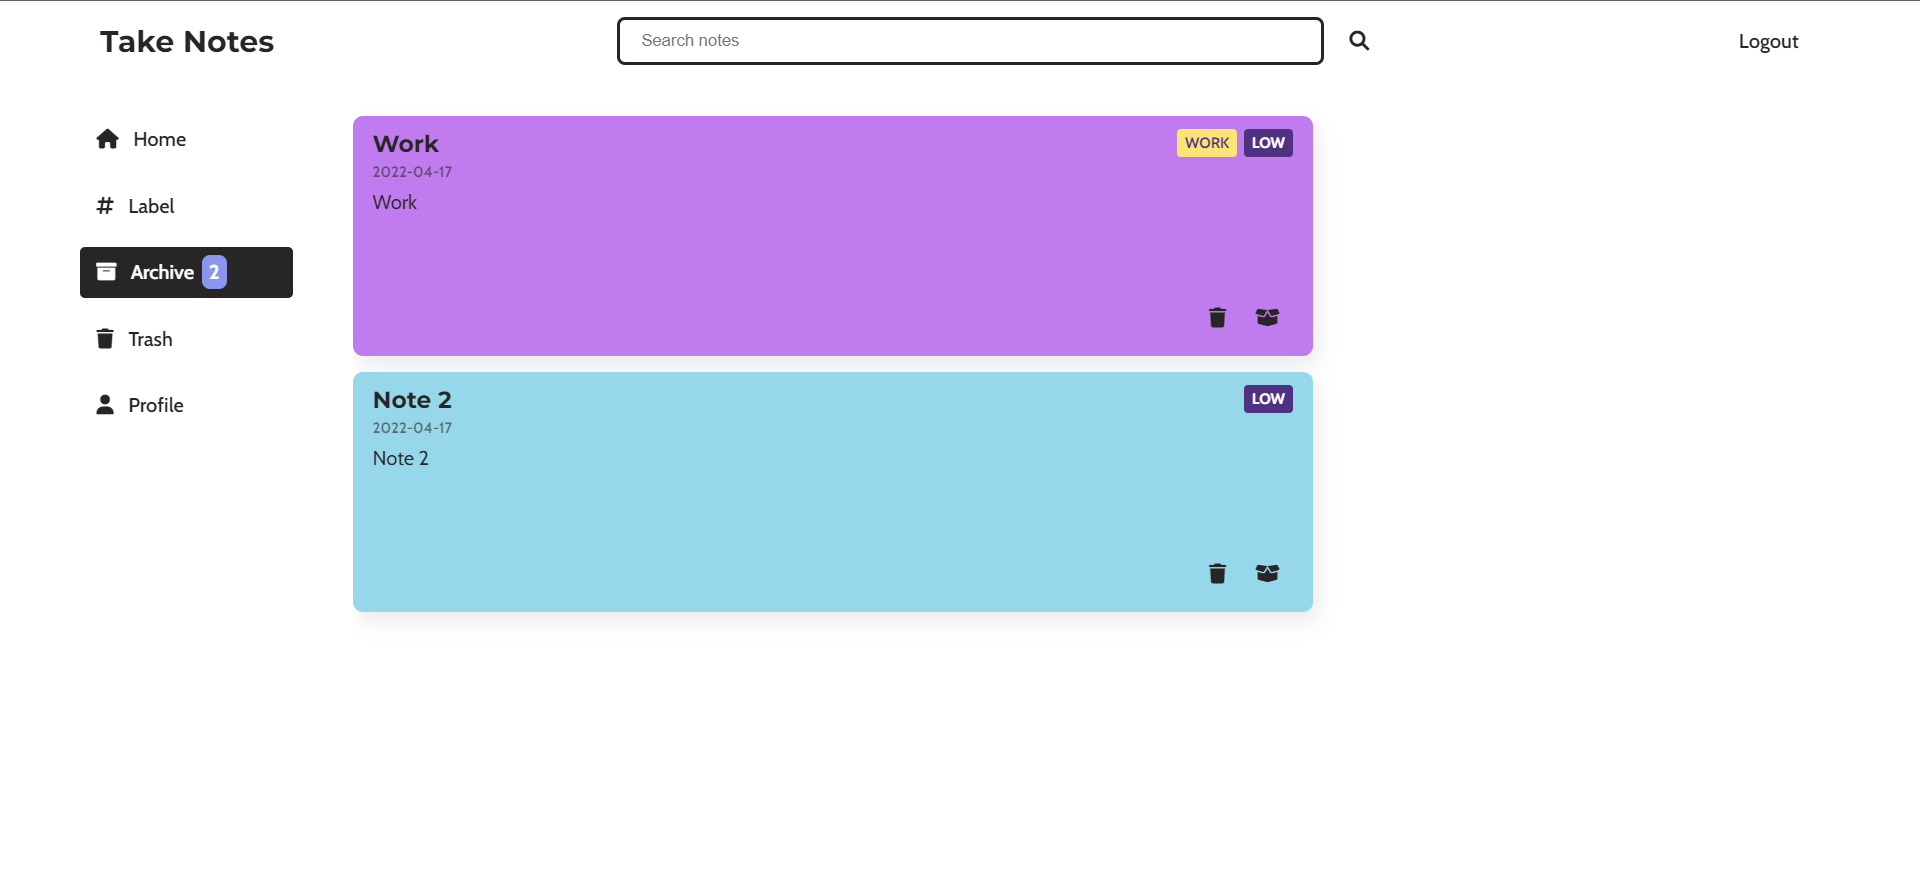 Take Notes
Search notes
Logout
Home
Label
Archive 2
Trash
Profile
Work
WORK LOW
2022-04-17
Work
Note 2
LOW
2022-04-17
Note 2